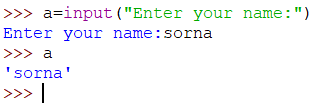 >>> a=input("Enter your name:")
Enter your name:sorna
>>> a
'sorna'
>>>